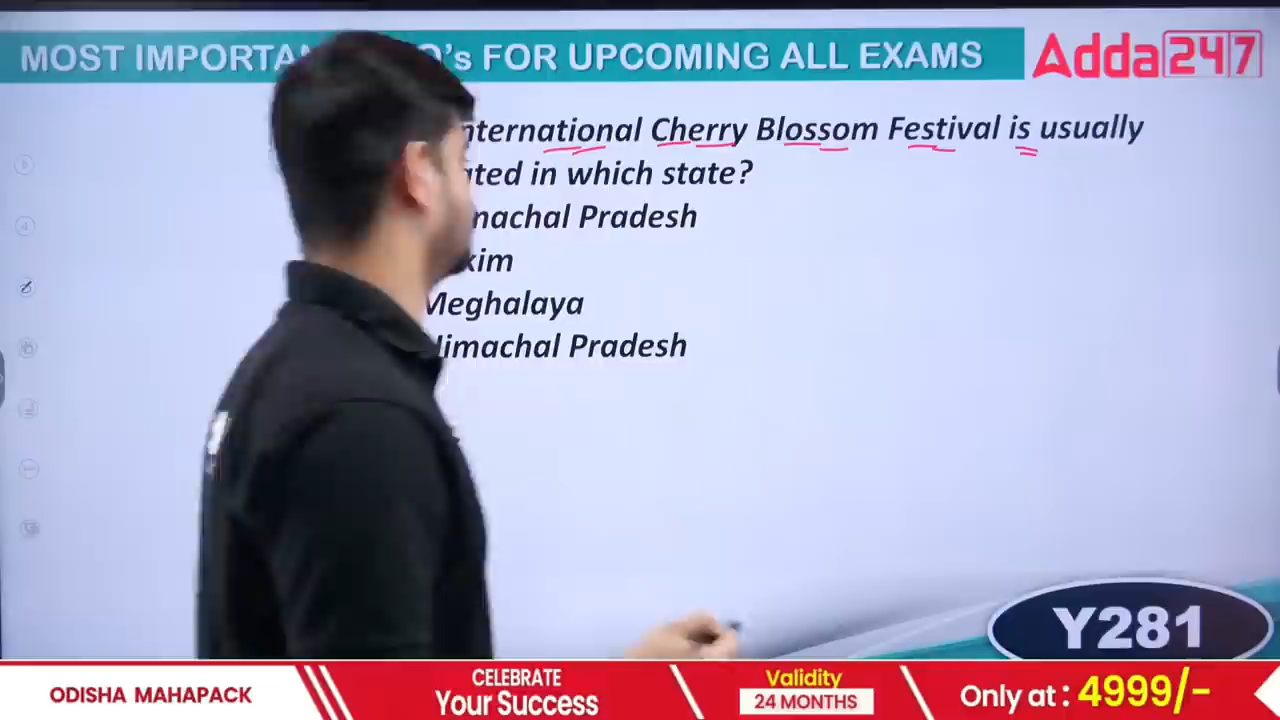 MOST IMPORTA 's FOR UPCOMING ALL EXAMS
Adda247
nternational Cherry Blossom Festival is usually
ated in which state?
machal Pradesh
kim
Meghalaya
Himachal Pradesh
Y281
ODISHA MAHAPACK
CELEBRATE
Your Success
Validity
24 MONTHS
Only at : 4999/-